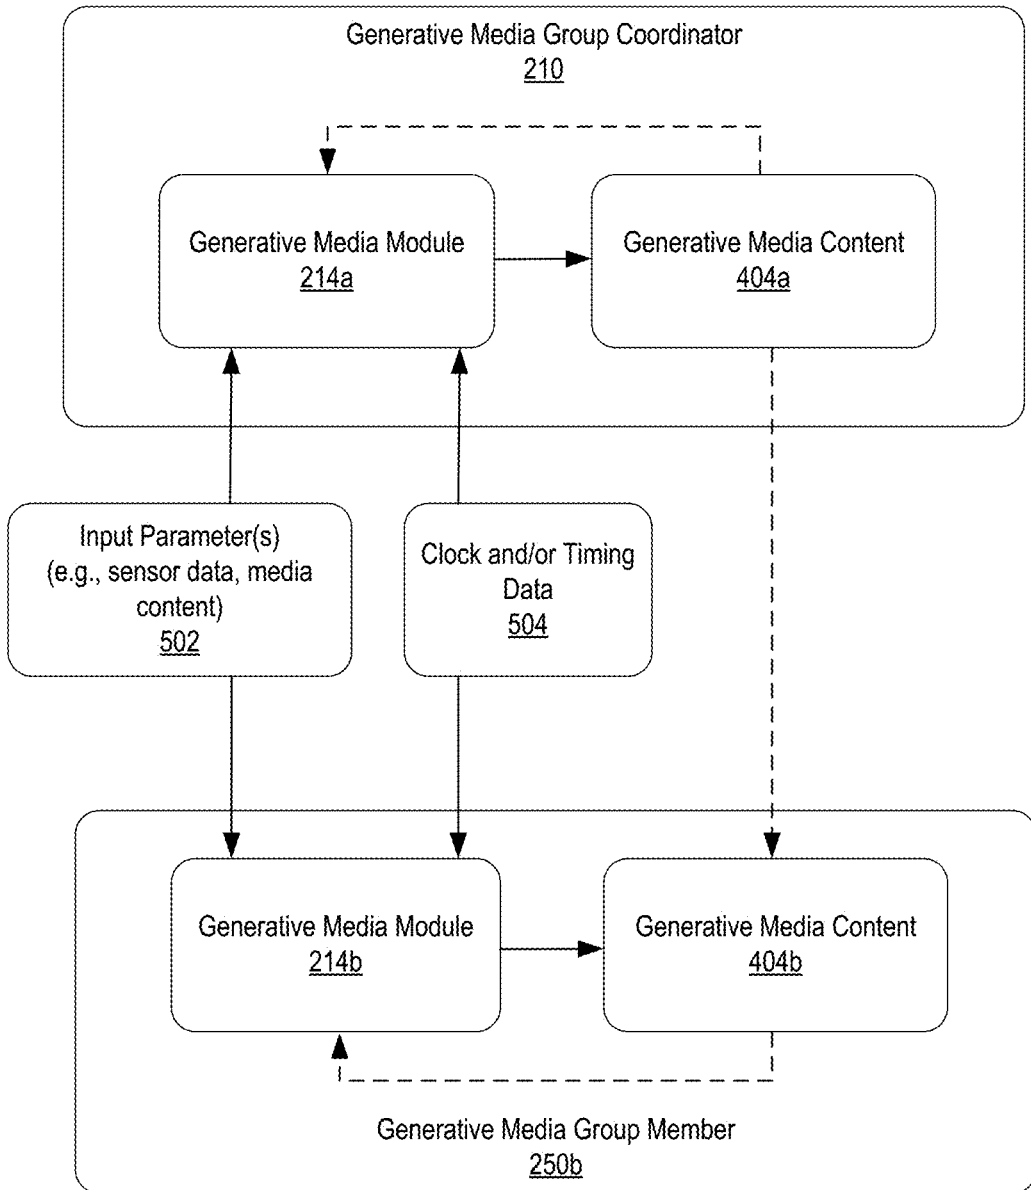 Generative Media Group Coordinator
210
Generative Media Module
214a
Generative Media Content
404a
Input Parameter(s)
(e.g., sensor data, media
content)
502
Clock and/or Timing
Data
504
Generative Media Module
214b
Generative Media Content
404b
Generative Media Group Member
250b